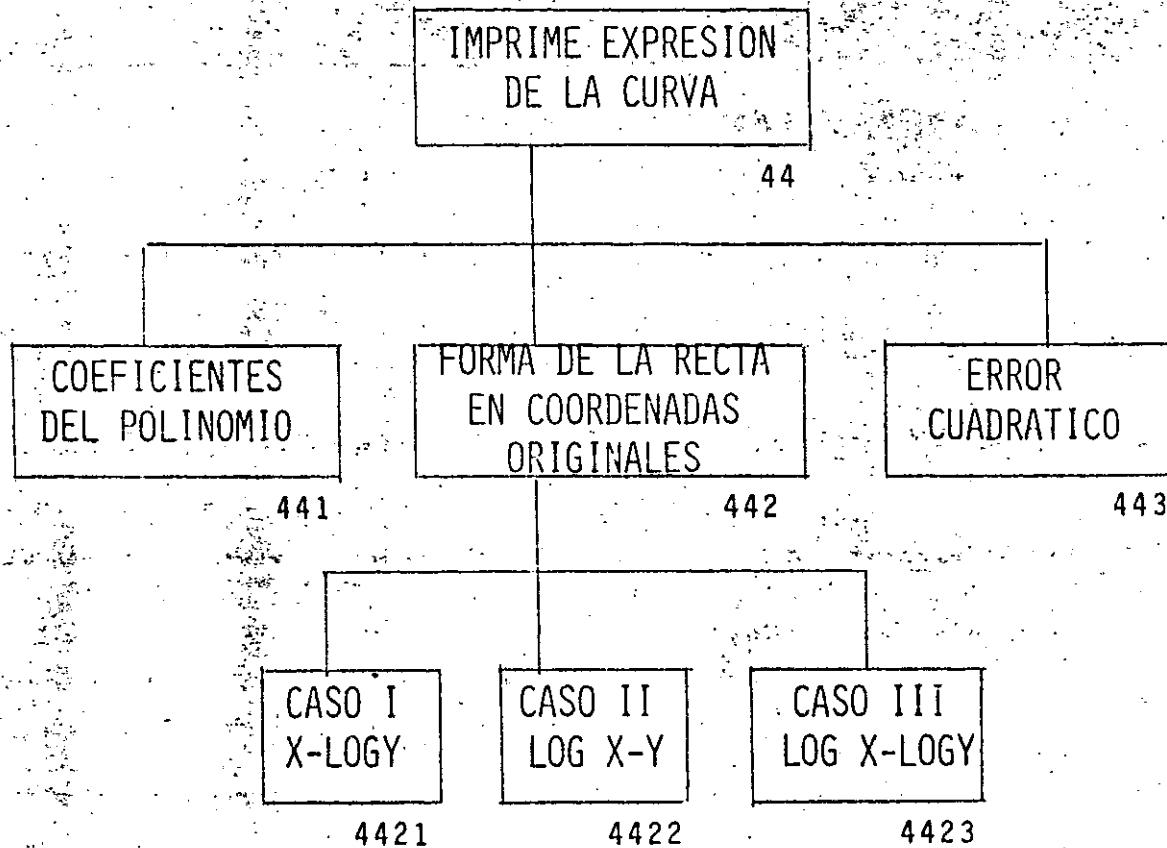 IMPRIME EXPRESION
DE LA CURVA
44
COEFICIENTES
DEL POLINOMIO
441
FORMA DE LA RECTA
EN COORDENADAS
ORIGINALES
442
ERROR
CUADRATICO
443
CASO I
X-LOGY
4421
CASO II
LOG X-Y
4422
CASO III
LOG X-LOGY
4423